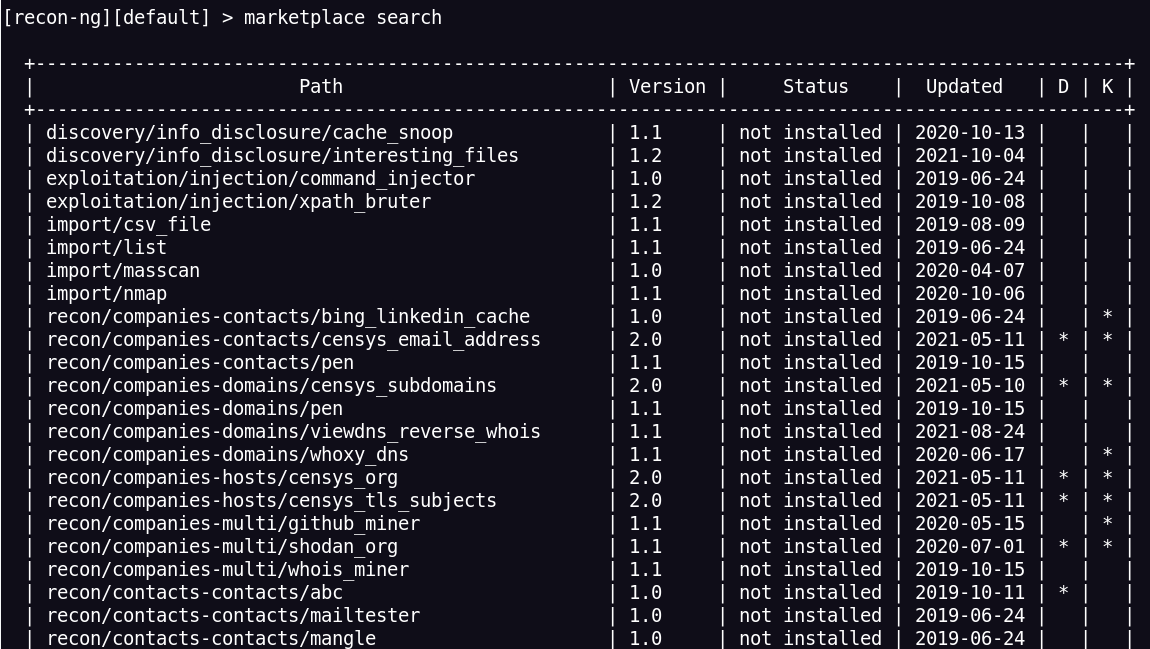 [recon-ng][default] > marketplace search
+---------------------------------------------------------------------------------------------------+
| Path | Version | Status | Updated | D | K |
+---------------------------------------------------------------------------------------------------+
| discovery/info_disclosure/cache_snoop | 1.1 | not installed | 2020-10-13 | | |
| discovery/info_disclosure/interesting_files | 1.2 | not installed | 2021-10-04 | | |
| exploitation/injection/command_injector | 1.0 | not installed | 2019-06-24 | | |
| exploitation/injection/xpath_bruter | 1.2 | not installed | 2019-10-08 | | |
| import/csv_file | 1.1 | not installed | 2019-08-09 | | |
| import/list | 1.1 | not installed | 2019-06-24 | | |
| import/masscan | 1.0 | not installed | 2020-04-07 | | |
| import/nmap | 1.1 | not installed | 2020-10-06 | | |
| recon/companies-contacts/bing_linkedin_cache | 1.0 | not installed | 2019-06-24 | | * |
| recon/companies-contacts/censys_email_address | 2.0 | not installed | 2021-05-11 | * | * |
| recon/companies-contacts/pen | 1.1 | not installed | 2019-10-15 | | |
| recon/companies-domains/censys_subdomains | 2.0 | not installed | 2021-05-10 | * | * |
| recon/companies-domains/pen | 1.1 | not installed | 2019-10-15 | | |
| recon/companies-domains/viewdns_reverse_whois | 1.1 | not installed | 2021-08-24 | | |
| recon/companies-domains/whoxy_dns | 1.1 | not installed | 2020-06-17 | | * |
| recon/companies-hosts/censys_org | 2.0 | not installed | 2021-05-11 | * | * |
| recon/companies-hosts/censys_tls_subjects | 2.0 | not installed | 2021-05-11 | * | * |
| recon/companies-multi/github_miner | 1.1 | not installed | 2020-05-15 | | * |
| recon/companies-multi/shodan_org | 1.1 | not installed | 2020-07-01 | * | * |
| recon/companies-multi/whois_miner | 1.1 | not installed | 2019-10-15 | | |
| recon/contacts-contacts/abc | 1.0 | not installed | 2019-10-11 | * | |
| recon/contacts-contacts/mailtester | 1.0 | not installed | 2019-06-24 | | |
| recon/contacts-contacts/mangle | 1.0 | not installed | 2019-06-24 | | |